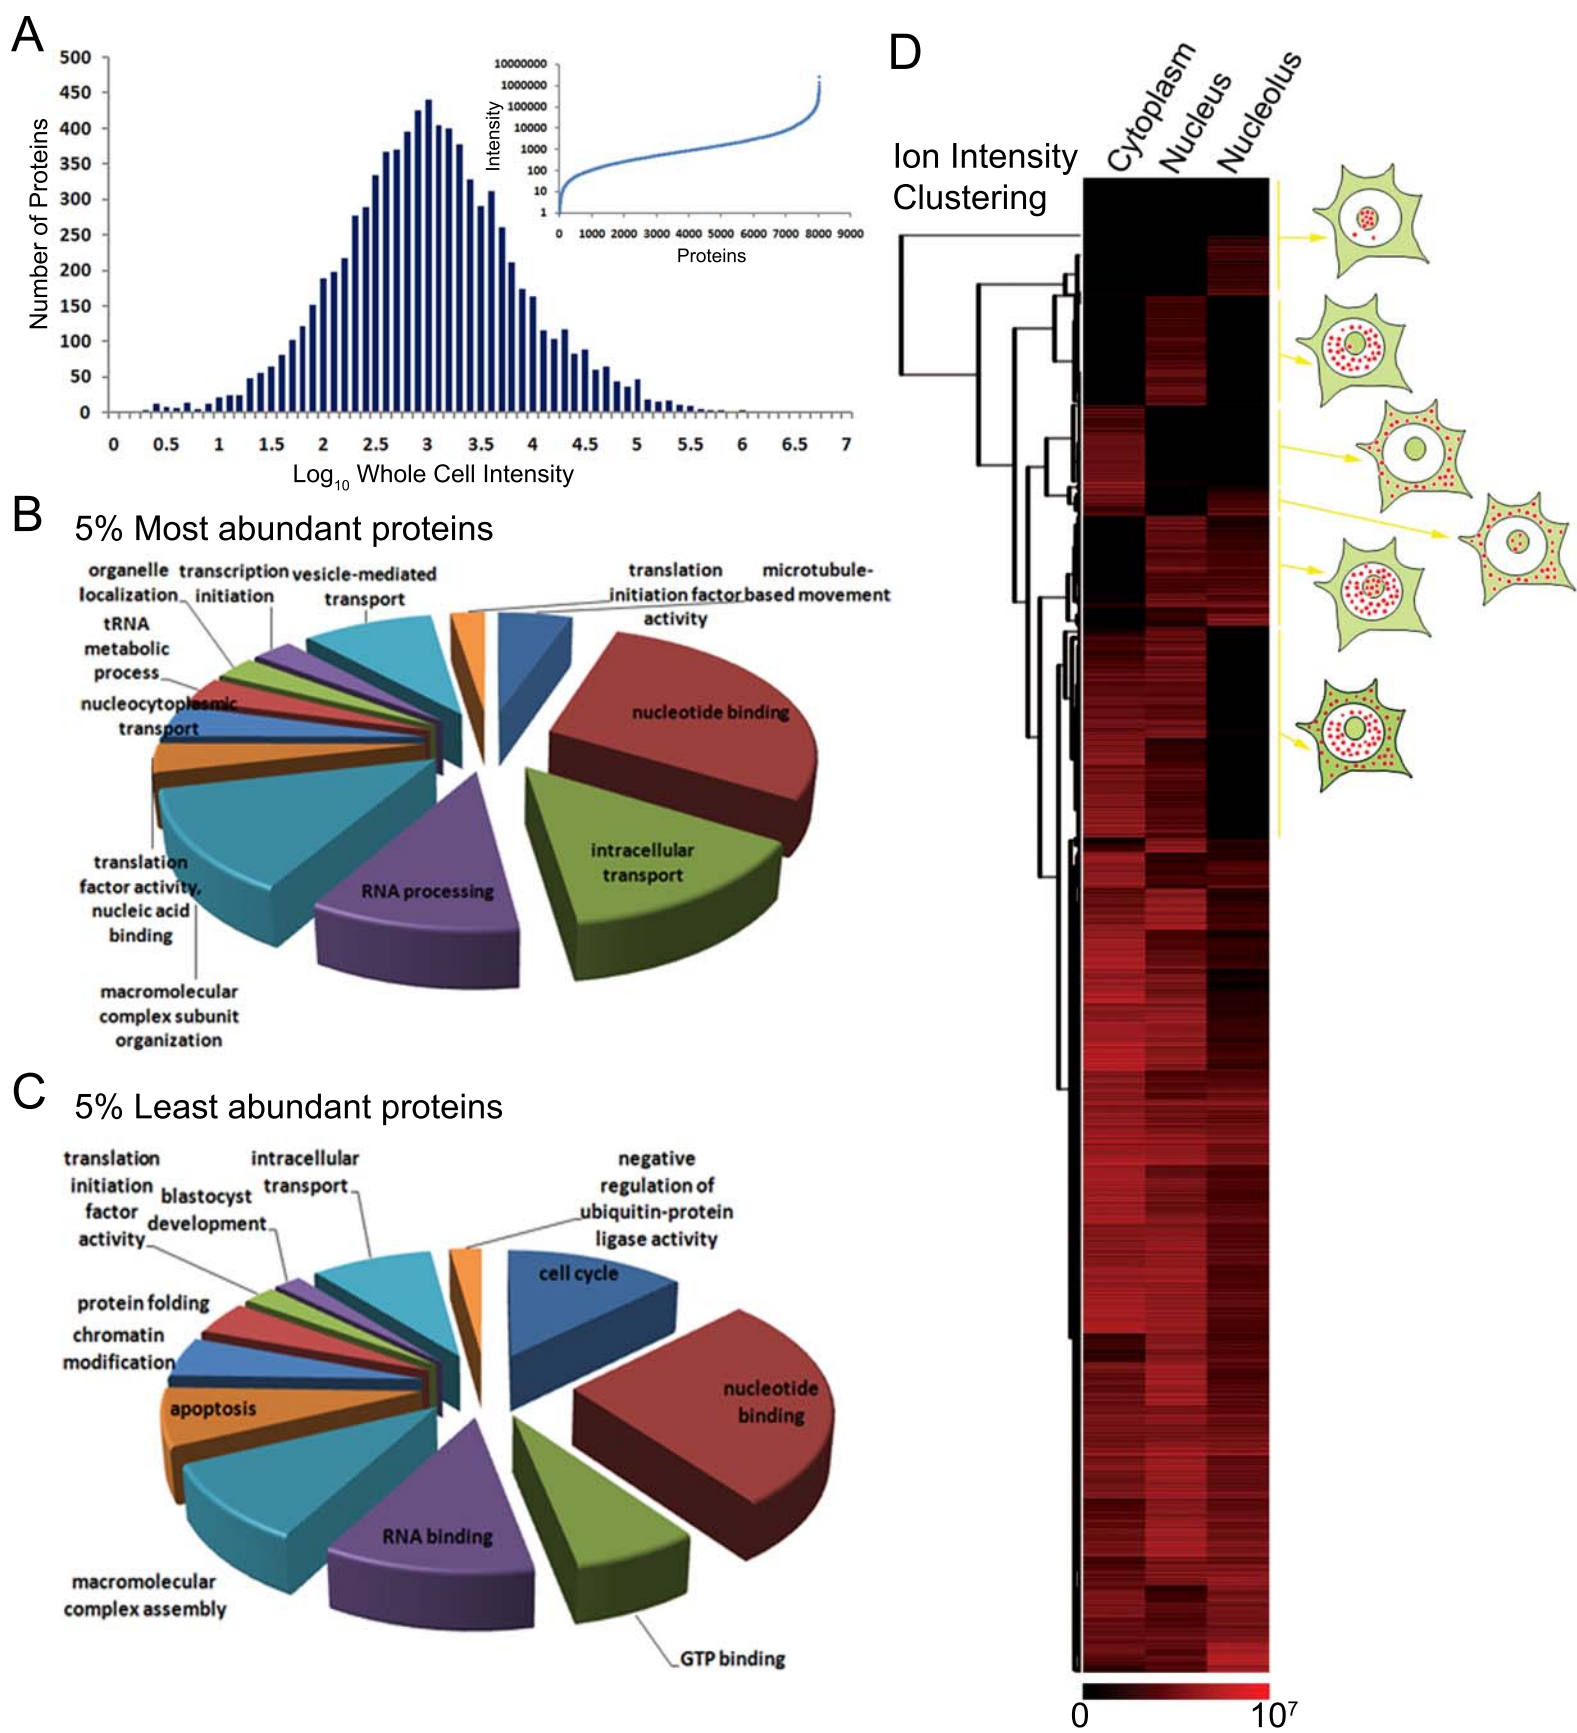 A
500
450
400
350
300
250
200
150
100
50
0
Number of Proteins
0 0.5 1 1.5 2 2.5 3 3.5 4 4.5 5 5.5 6 6.5 7
Log10 Whole Cell Intensity
10000000
1000000
100000
10000
1000
100
10
1
Intensity
0 1000 2000 3000 4000 5000 6000 7000 8000 9000
Proteins
B
5% Most abundant proteins
organelle
localization
transcription
initiation
vesicle-mediated
transport
translation
initiation factor
activity
microtubule-
based movement
tRNA
metabolic
process
nucleocytoplasmic
transport
nucleotide binding
intracellular
transport
RNA processing
translation
factor activity,
nucleic acid
binding
macromolecular
complex subunit
organization
C
5% Least abundant proteins
translation
initiation
factor
activity
blastocyst
development
intracellular
transport
negative
regulation of
ubiquitin-protein
ligase activity
cell cycle
protein folding
chromatin
modification
apoptosis
nucleotide
binding
RNA binding
macromolecular
complex assembly
GTP binding
D
Cytoplasm
Nucleus
Nucleolus
Ion Intensity
Clustering
0 10⁷